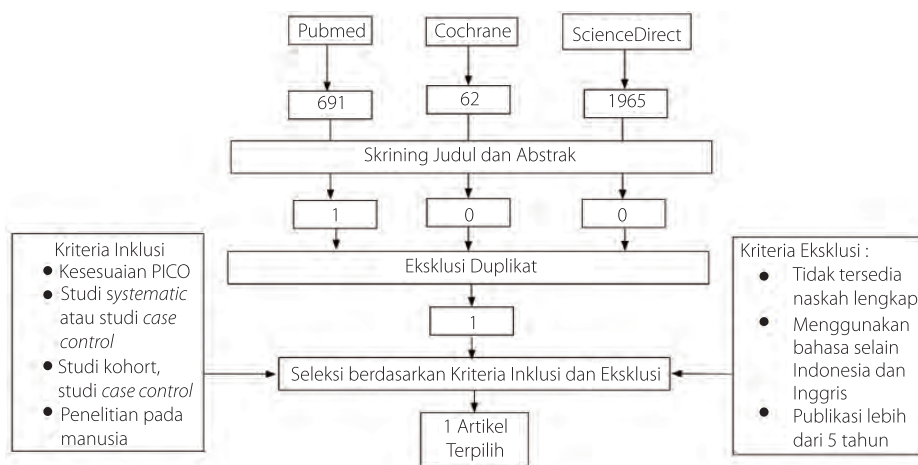 Pubmed
Cochrane
ScienceDirect
691
62
1965
Skrining Judul dan Abstrak
1
0
0
Eksklusi Duplikat
1
Kriteria Inklusi
● Kesesuaian PICO
● Studi systematic
atau studi case
control
● Studi kohort,
studi case control
● Penelitian pada
manusia
Seleksi berdasarkan Kriteria Inklusi dan Eksklusi
Kriteria Eksklusi :
● Tidak tersedia
naskah lengkap
● Menggunakan
bahasa selain
Indonesia dan
Inggris
● Publikasi lebih
dari 5 tahun
1 Artikel
Terpilih